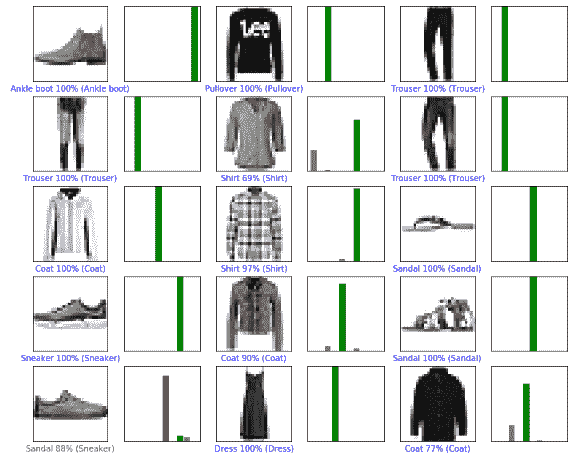 Lee
Ankle boot 100% (Ankle boot)
Pullover 100% (Pullover)
Trouser 100% (Trouser)
Trouser 100% (Trouser)
Shirt 69% (Shirt)
Trouser 100% (Trouser)
Coat 100% (Coat)
Shirt 97% (Shirt)
Sandal 100% (Sandal)
Sneaker 100% (Sneaker)
Coat 90% (Coat)
Sandal 100% (Sandal)
Sandal 88% (Sneaker)
Dress 100% (Dress)
Coat 77% (Coat)